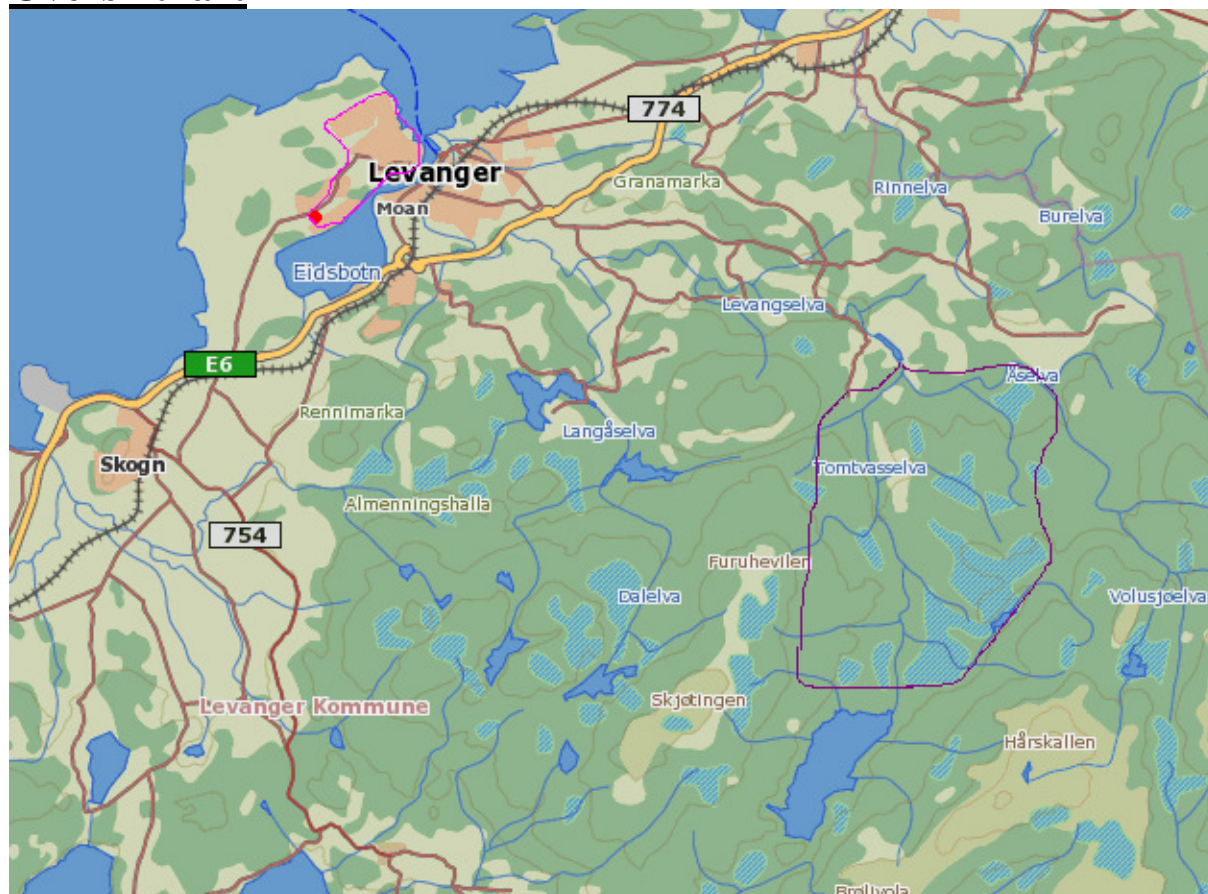 774
Levanger
Granamarka
Rinnelva
Moan
Burelva
Eidsbotn
Levangselva
E6
Åselva
Rennimarka
Langåselva
Skogn
Tomtvasselva
Almenningshalla
754
Furuhevilen
Dalelva
Volusjøelva
Skjøtingen
Levanger Kommune
Hårskallen